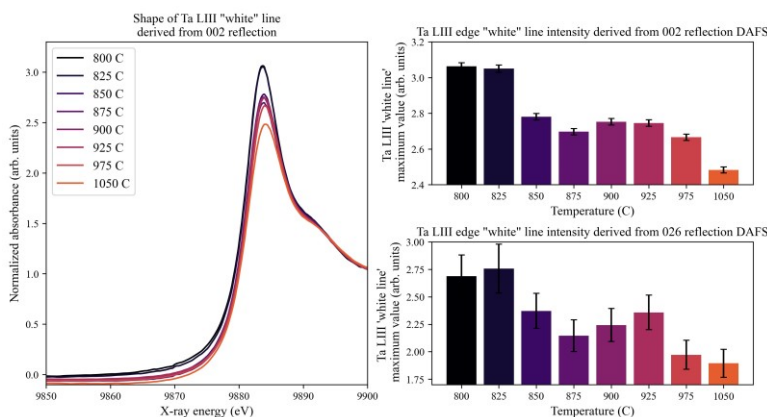 Shape of Ta LIII "white" line
derived from 002 reflection
Normalized absorbance (arb. units)
3.0
2.5
2.0
1.5
1.0
0.5
0.0
800 C
825 C
850 C
875 C
900 C
925 C
975 C
1050 C
9850 9860 9870 9880 9890 9900
X-ray energy (eV)
Ta LIII edge "white" line intensity derived from 002 reflection DAFS
Ta LIII 'white line'
maximum value (arb. units)
3.2
3.0
2.8
2.6
2.4
800 825 850 875 900 925 975 1050
Temperature (C)
Ta LIII edge "white" line intensity derived from 026 reflection DAFS
Ta LIII 'white line'
maximum value (arb. units)
2.75
2.50
2.25
2.00
1.75
800 825 850 875 900 925 975 1050
Temperature (C)